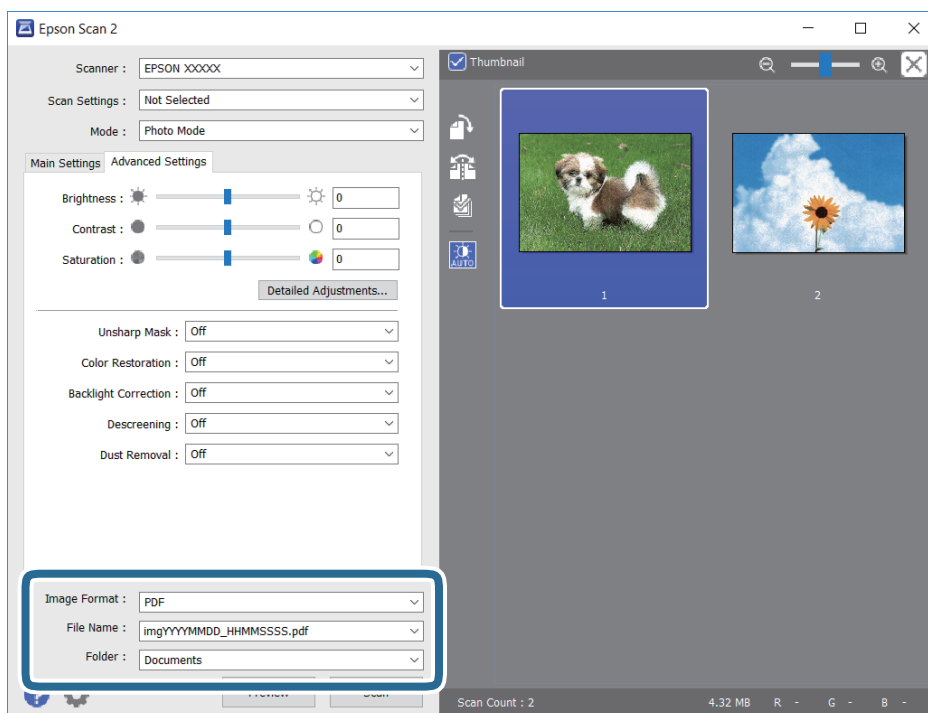 Epson Scan 2
Scanner : EPSON XXXXX
Scan Settings : Not Selected
Mode : Photo Mode
Main Settings Advanced Settings
Brightness : 0
Contrast : 0
Saturation : 0
Detailed Adjustments...
Unsharp Mask : Off
Color Restoration : Off
Backlight Correction : Off
Descreening : Off
Dust Removal : Off
Image Format : PDF
File Name : imgYYYYMMDD_HHMMSSSS.pdf
Folder : Documents
Preview Scan
Thumbnail
AUTO
1 2
Scan Count : 2 4.32 MB R - G - B -